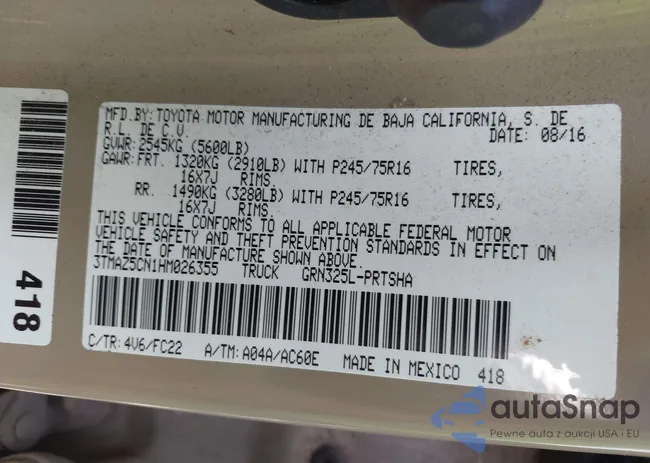 MFD.BY:TOYOTA MOTOR MANUFACTURING DE BAJA CALIFORNIA, S. DE
R.L. DE C.V. DATE: 08/16
GVWR:2545KG (5600LB)
GAWR:FRT. 1320KG (2910LB) WITH P245/75R16 TIRES,
16X7J RIMS.
RR. 1490KG (3280LB) WITH P245/75R16 TIRES,
16X7J RIMS.
THIS VEHICLE CONFORMS TO ALL APPLICABLE FEDERAL MOTOR
VEHICLE SAFETY AND THEFT PREVENTION STANDARDS IN EFFECT ON
THE DATE OF MANUFACTURE SHOWN ABOVE.
3TMAZ5CN1HM026355 TRUCK GRN325L-PRTSHA
C/TR:4V6/FC22 A/TM:A04A/AC60E MADE IN MEXICO 418
418
autaSnap
Pewne auta z aukcji USA i EU